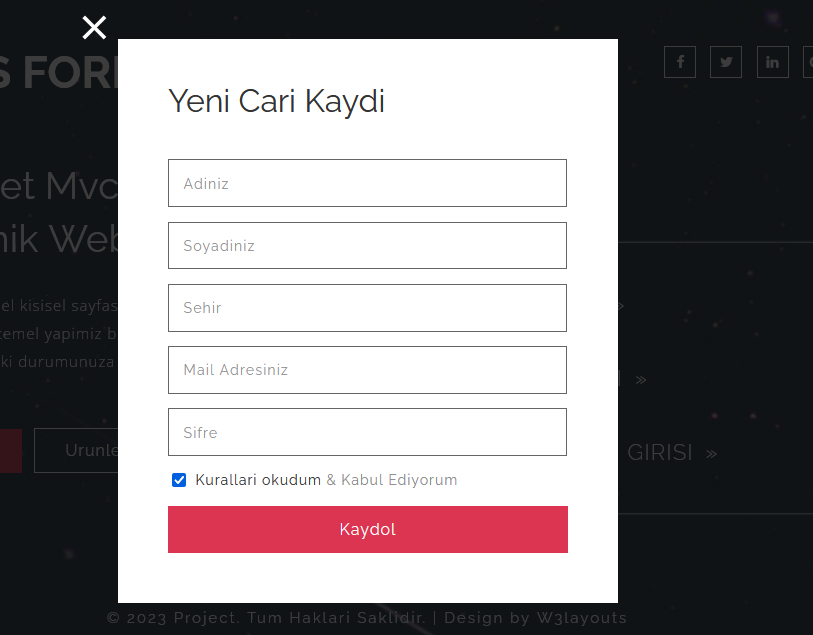 S FOR
Yeni Cari Kaydi
et Mvc
Adiniz
nik Web
Soyadiniz
el kisisel sayfas
Sehir
temel yapimiz b
ki durumunuza
Mail Adresiniz
»
Sifre
Urunle
GIRISI »
Kurallari okudum & Kabul Ediyorum
Kaydol
© 2023 Project. Tum Haklari Saklidir. | Design by W3layouts